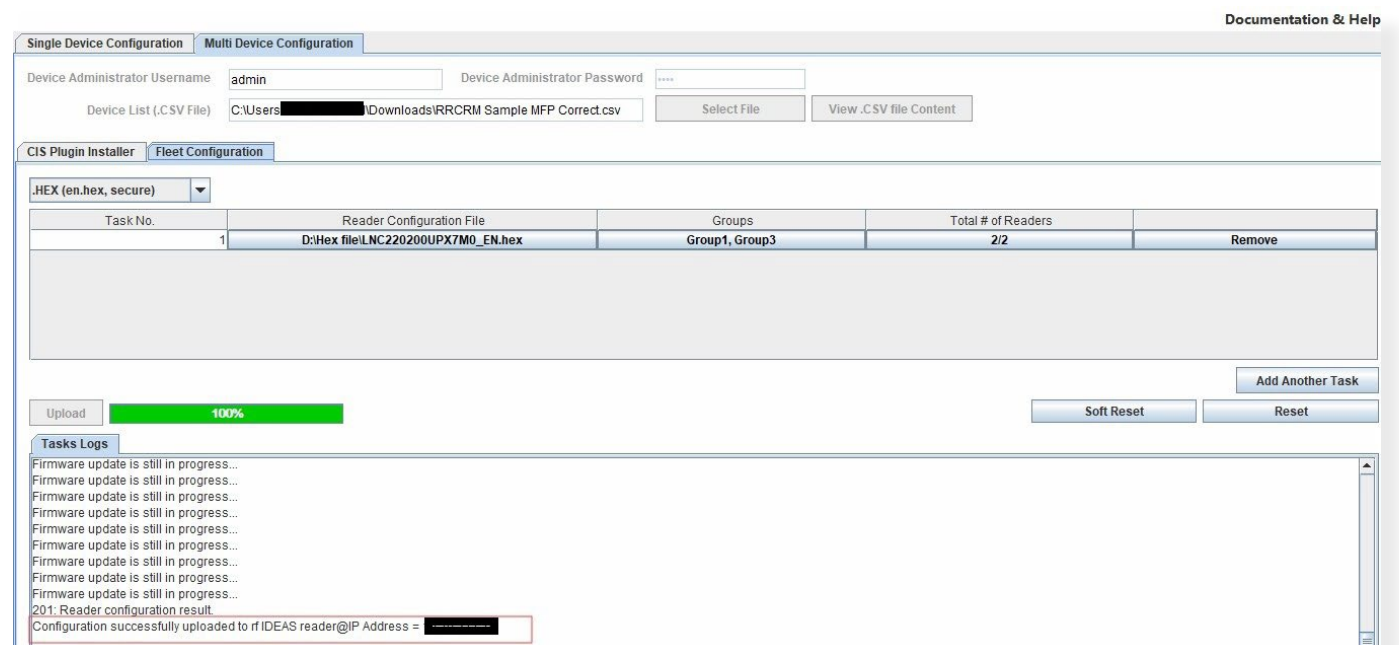 Documentation & Help
Single Device Configuration Multi Device Configuration
Device Administrator Username admin Device Administrator Password ****
Device List (.CSV File) C:\Users \Downloads\RRCRM Sample MFP Correct.csv Select File View .CSV file Content
CIS Plugin Installer Fleet Configuration
.HEX (en.hex, secure)
Task No. Reader Configuration File Groups Total # of Readers
1 D:\Hex file\LNC220200UPX7M0_EN.hex Group1, Group3 2/2 Remove
Add Another Task
Upload 100% Soft Reset Reset
Tasks Logs
Firmware update is still in progress...
Firmware update is still in progress...
Firmware update is still in progress...
Firmware update is still in progress...
Firmware update is still in progress...
Firmware update is still in progress...
Firmware update is still in progress...
Firmware update is still in progress...
Firmware update is still in progress...
201: Reader configuration result.
Configuration successfully uploaded to rf IDEAS reader@IP Address =